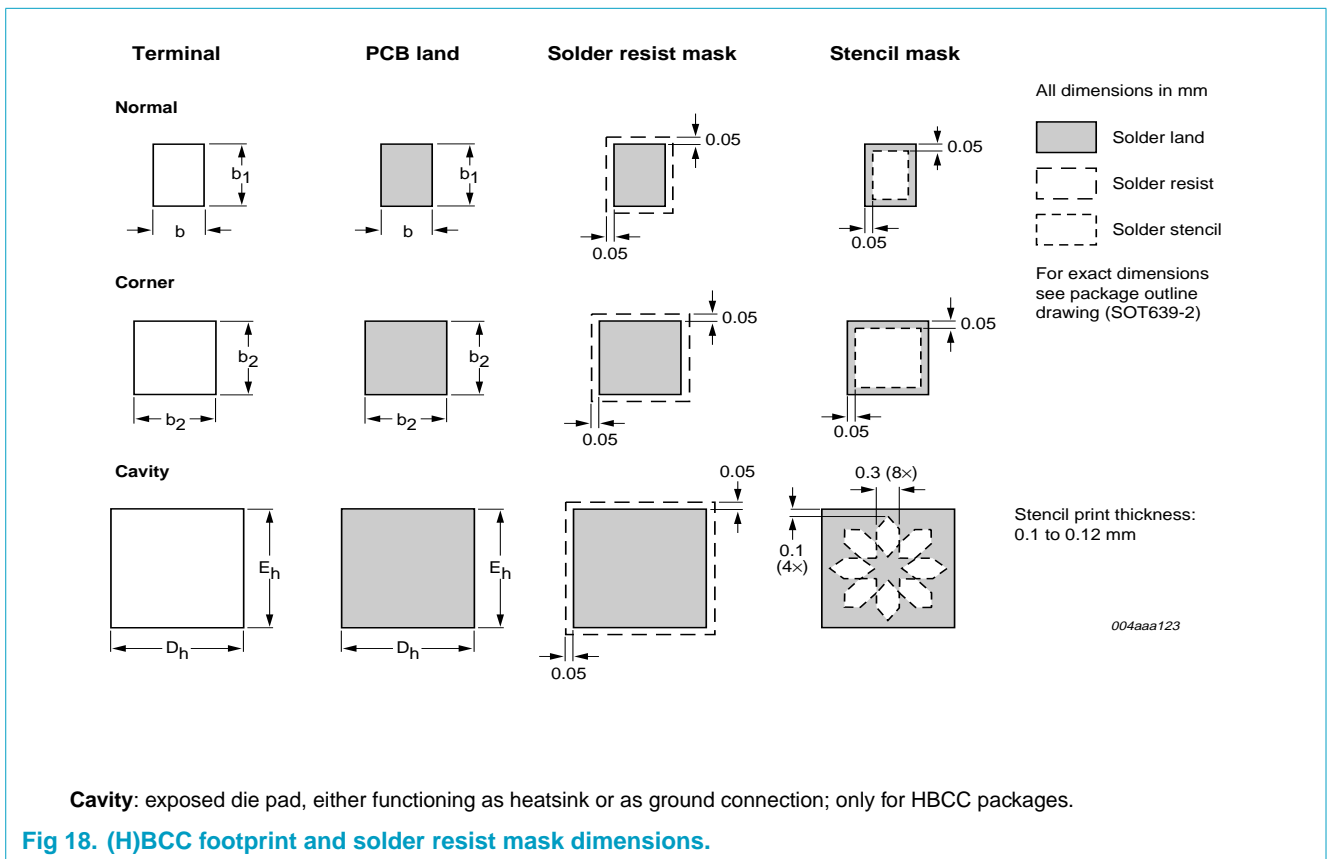 Terminal PCB land Solder resist mask Stencil mask
All dimensions in mm
Normal
b1
b
b1
b
0.05
0.05
0.05
0.05
Solder land
Solder resist
Solder stencil
For exact dimensions
see package outline
drawing (SOT639-2)
Corner
b2
b2
b2
b2
0.05
0.05
0.05
0.05
Cavity
Eh
Dh
Eh
Dh
0.05
0.05
0.3 (8×)
0.1
(4×)
Stencil print thickness:
0.1 to 0.12 mm
004aaa123
Cavity: exposed die pad, either functioning as heatsink or as ground connection; only for HBCC packages.
Fig 18. (H)BCC footprint and solder resist mask dimensions.